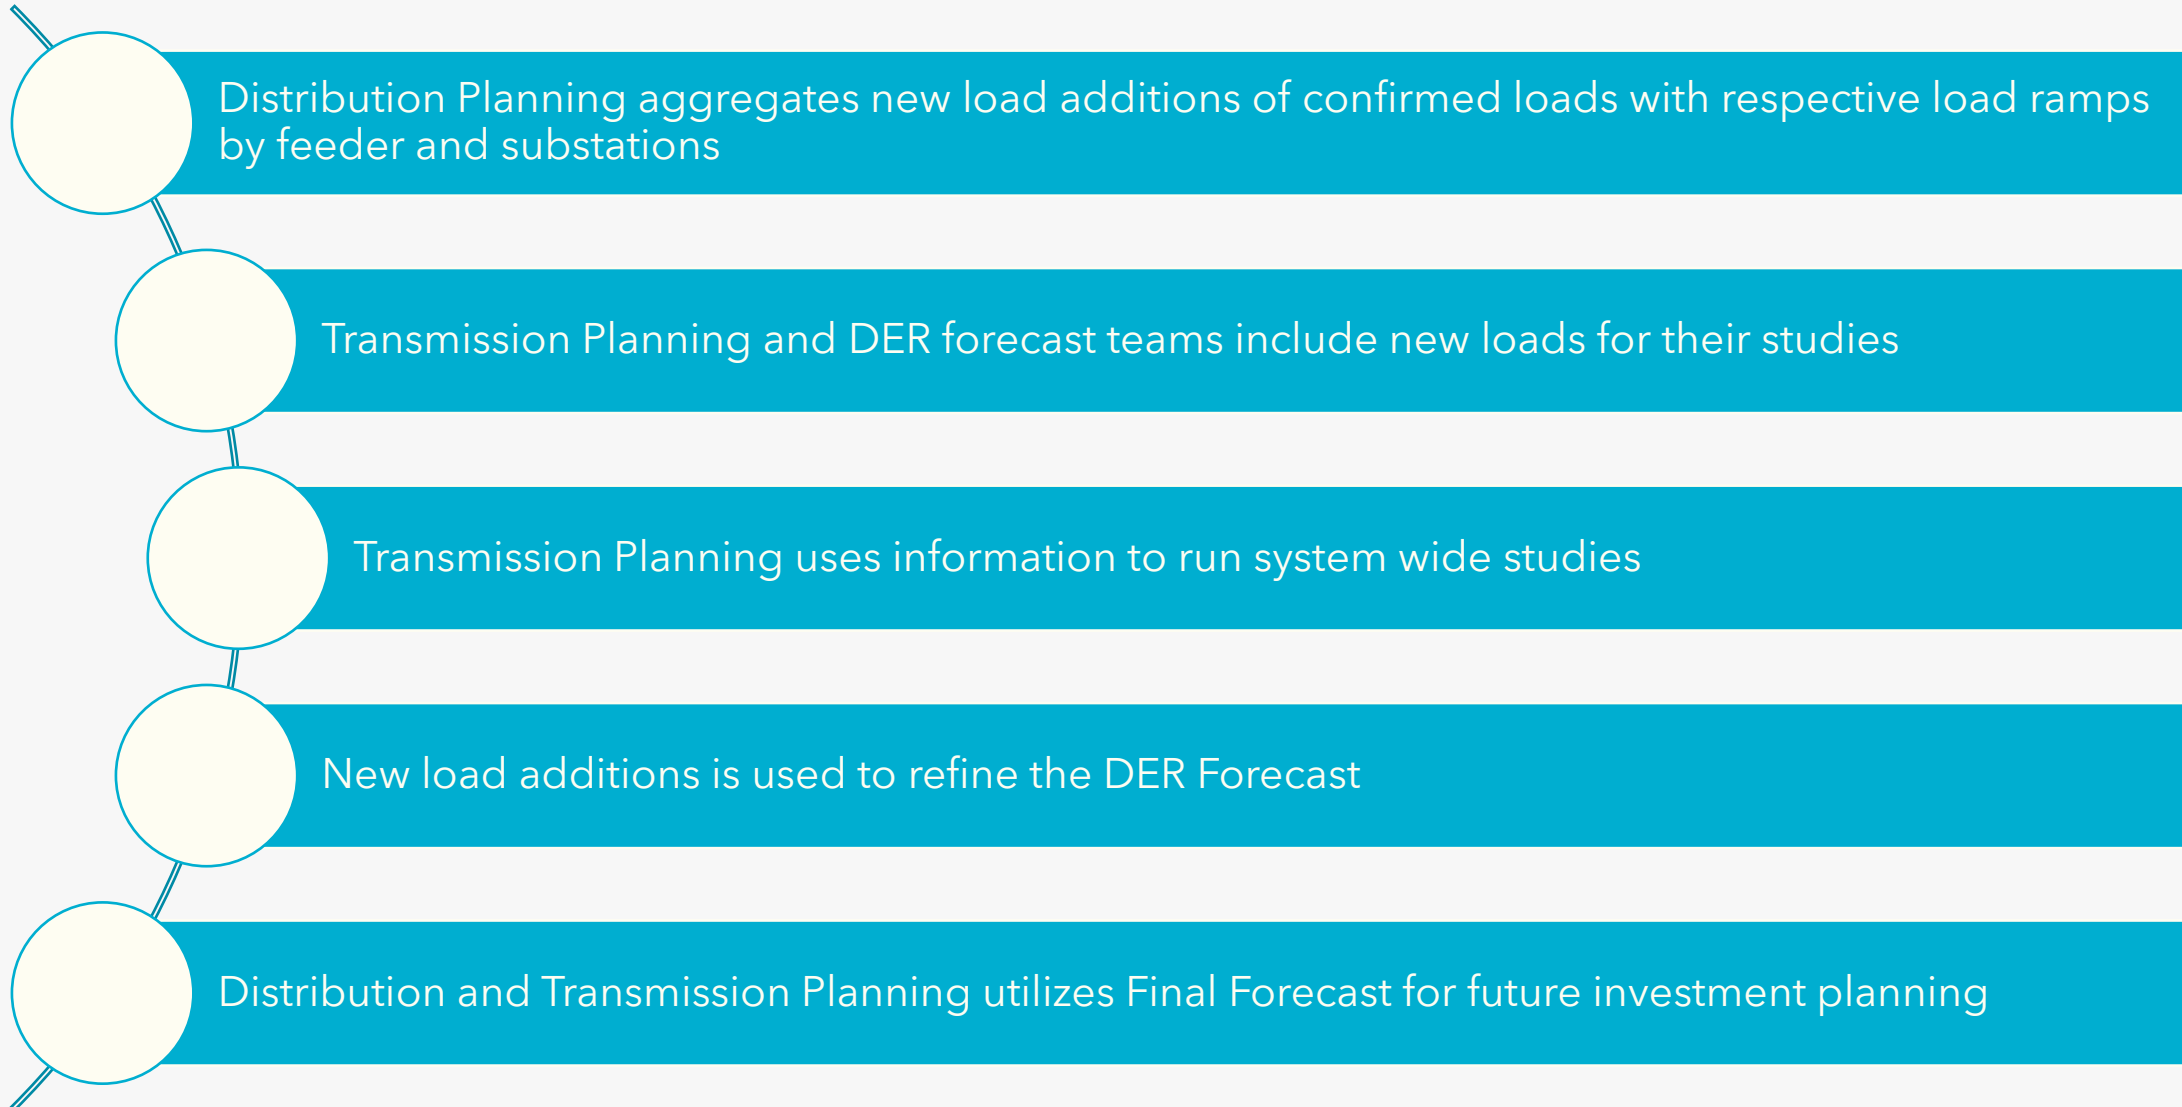 Distribution Planning aggregates new load additions of confirmed loads with respective load ramps
by feeder and substations
Transmission Planning and DER forecast teams include new loads for their studies
Transmission Planning uses information to run system wide studies
New load additions is used to refine the DER Forecast
Distribution and Transmission Planning utilizes Final Forecast for future investment planning